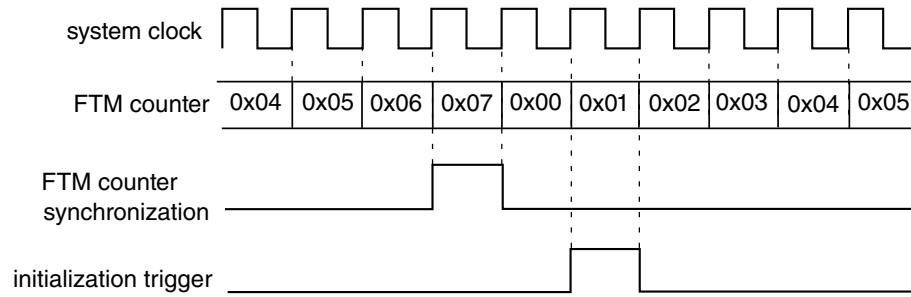 system clock
FTM counter 0x04 0x05 0x06 0x07 0x00 0x01 0x02 0x03 0x04 0x05
FTM counter
synchronization
initialization trigger